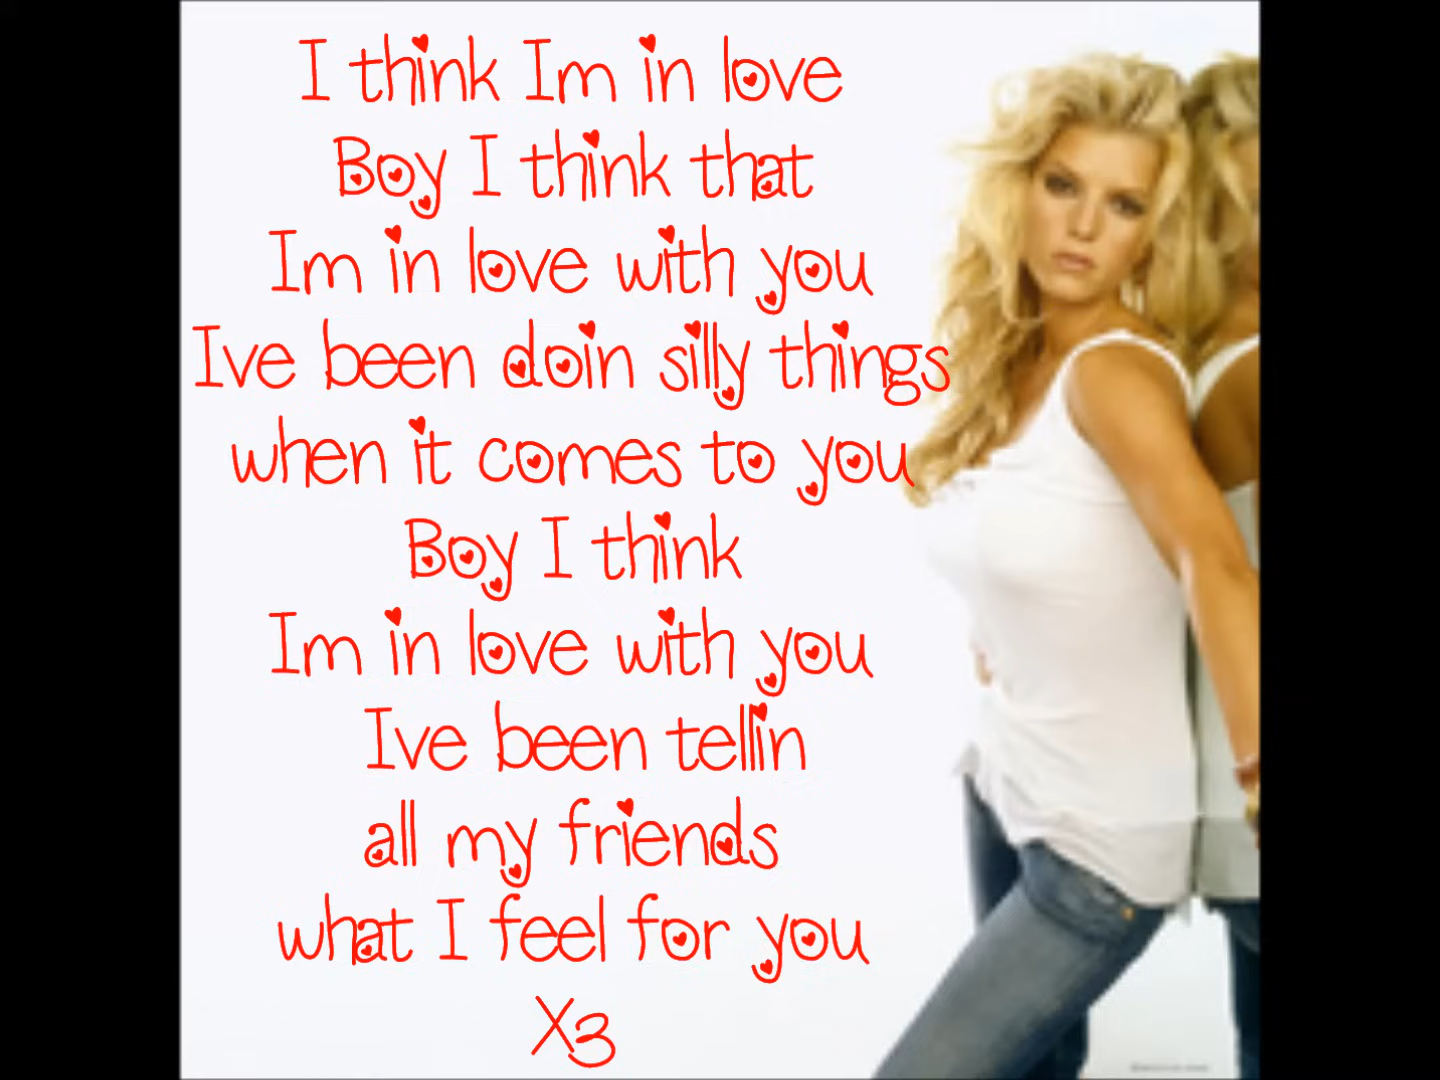 I think Im in love
Boy I think that
Im in love with you
Ive been doin silly things
when it comes to you
Boy I think
Im in love with you
Ive been tellin
all my friends
what I feel for you
X3